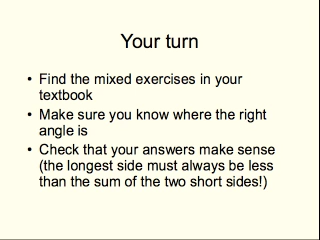 Your turn
• Find the mixed exercises in your
textbook
• Make sure you know where the right
angle is
• Check that your answers make sense
(the longest side must always be less
than the sum of the two short sides!)